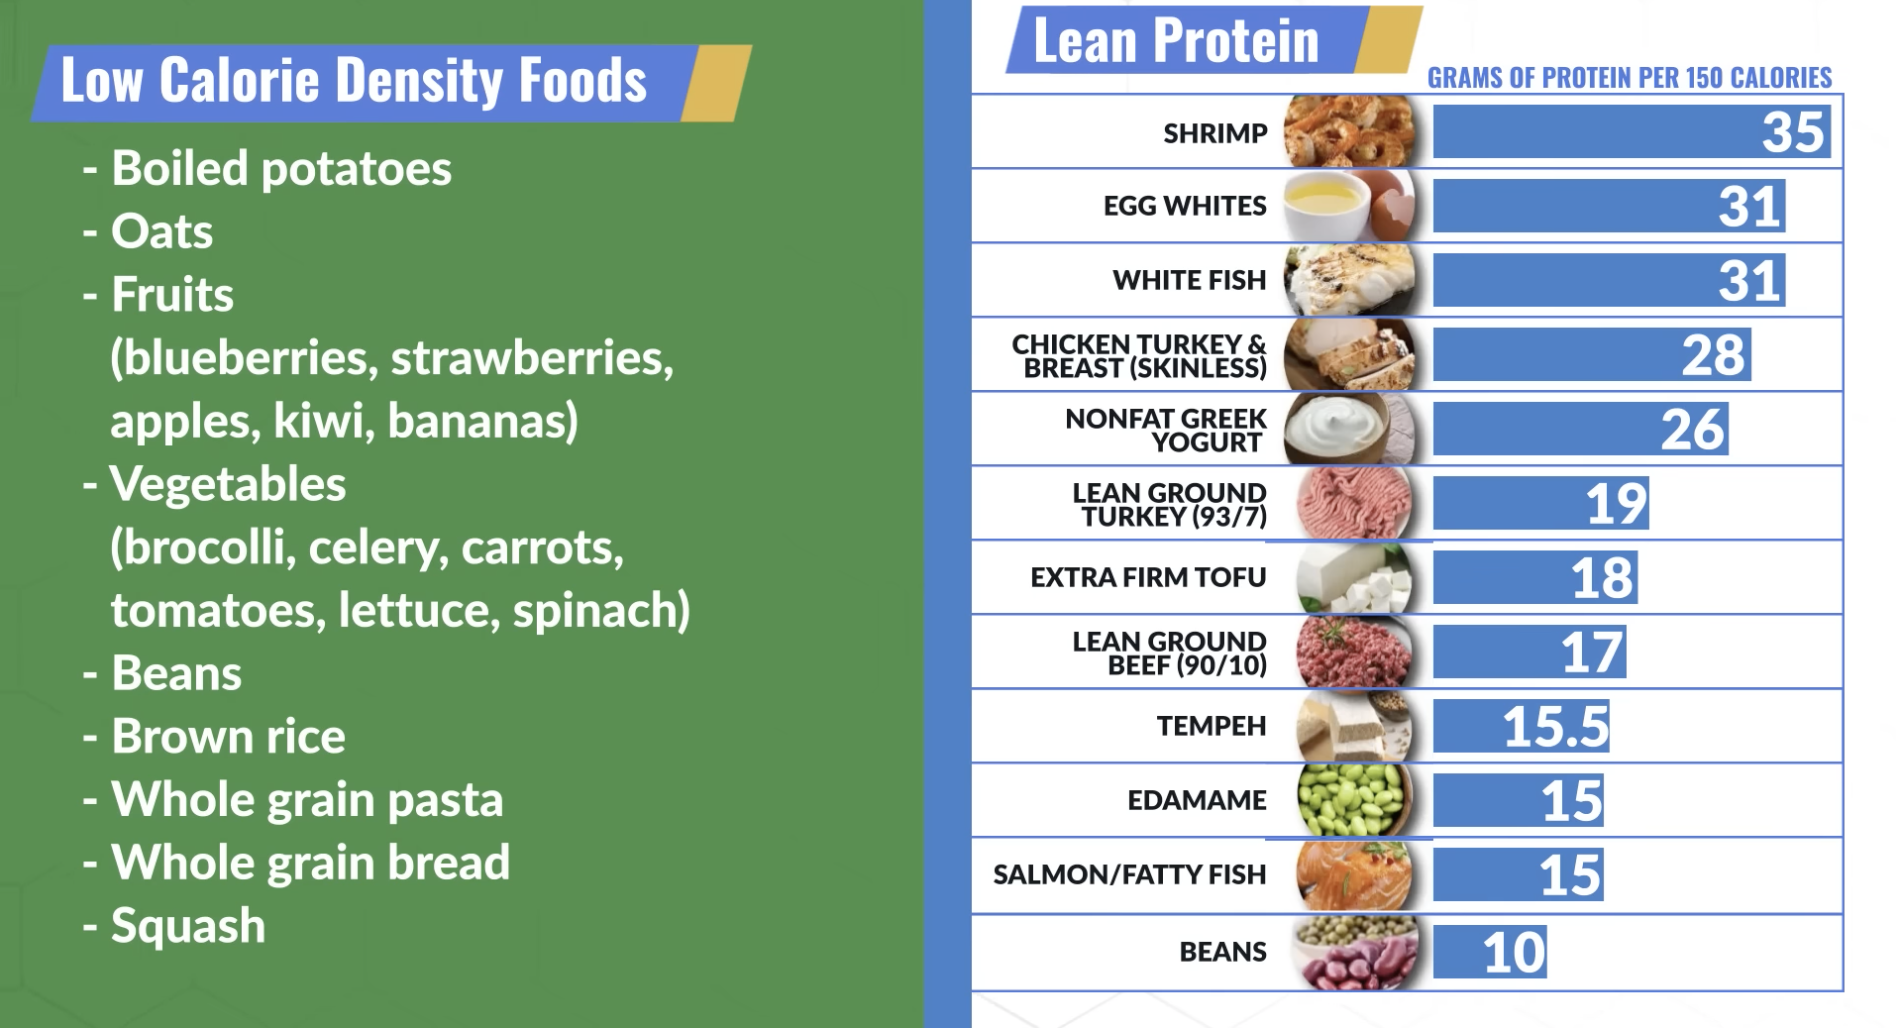 Low Calorie Density Foods
- Boiled potatoes
- Oats
- Fruits
(blueberries, strawberries,
apples, kiwi, bananas)
- Vegetables
(brocolli, celery, carrots,
tomatoes, lettuce, spinach)
- Beans
- Brown rice
- Whole grain pasta
- Whole grain bread
- Squash
Lean Protein
GRAMS OF PROTEIN PER 150 CALORIES
SHRIMP 35
EGG WHITES 31
WHITE FISH 31
CHICKEN TURKEY &
BREAST (SKINLESS) 28
NONFAT GREEK
YOGURT 26
LEAN GROUND
TURKEY (93/7) 19
EXTRA FIRM TOFU 18
LEAN GROUND
BEEF (90/10) 17
TEMPEH 15.5
EDAMAME 15
SALMON/FATTY FISH 15
BEANS 10